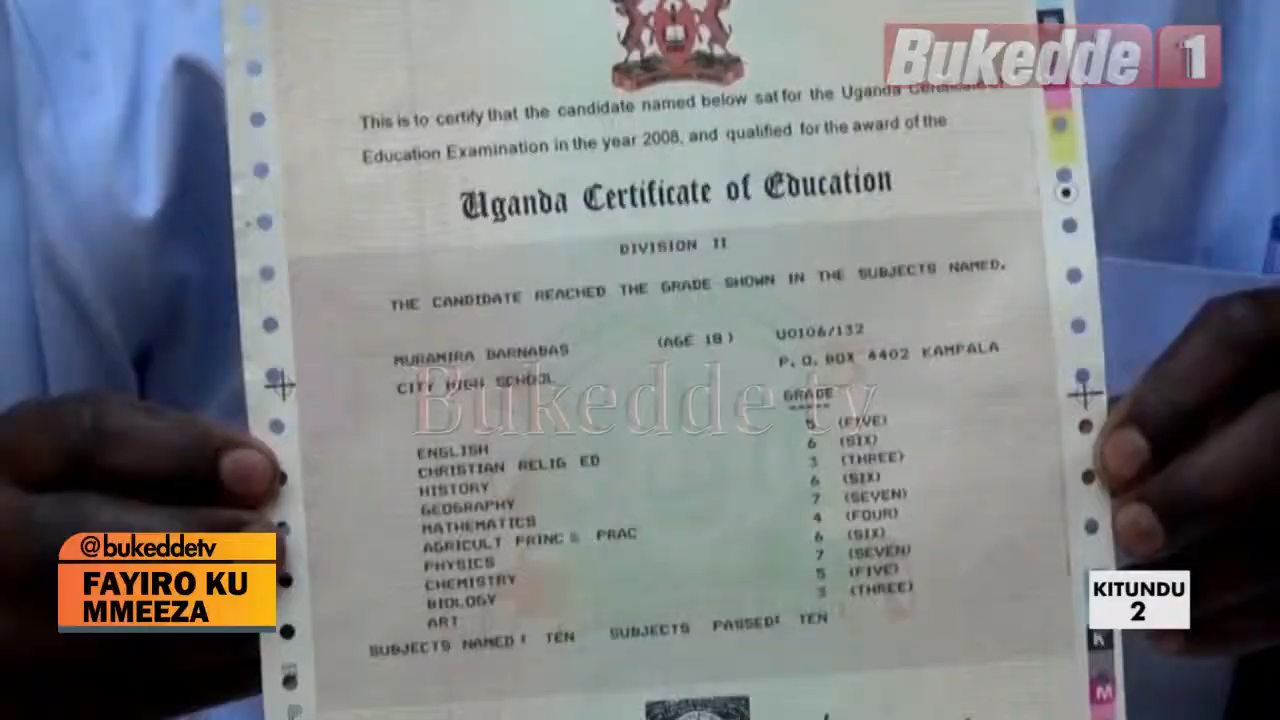 Bukedde 1
This is to certify that the candidate named below sat for the Uganda Certificate of
Education Examination in the year 2008, and qualified for the award of the
Uganda Certificate of Education
DIVISION II
THE CANDIDATE REACHED THE GRADE SHOWN IN THE SUBJECTS NAMED.
MURAMIRA BARNABAS (AGE 18) U0106/132
CITY HIGH SCHOOL P. O. BOX 4402 KAMPALA
Bukedde tv
GRADE
ENGLISH 5 (FIVE)
CHRISTIAN RELIG ED 6 (SIX)
HISTORY 3 (THREE)
GEOGRAPHY 6 (SIX)
MATHEMATICS 7 (SEVEN)
AGRICULT PRINC & PRAC 4 (FOUR)
PHYSICS 6 (SIX)
CHEMISTRY 7 (SEVEN)
BIOLOGY 5 (FIVE)
ART 3 (THREE)
SUBJECTS NAMED: TEN SUBJECTS PASSED: TEN
@bukeddetv
FAYIRO KU
MMEEZA
KITUNDU
2
K
M